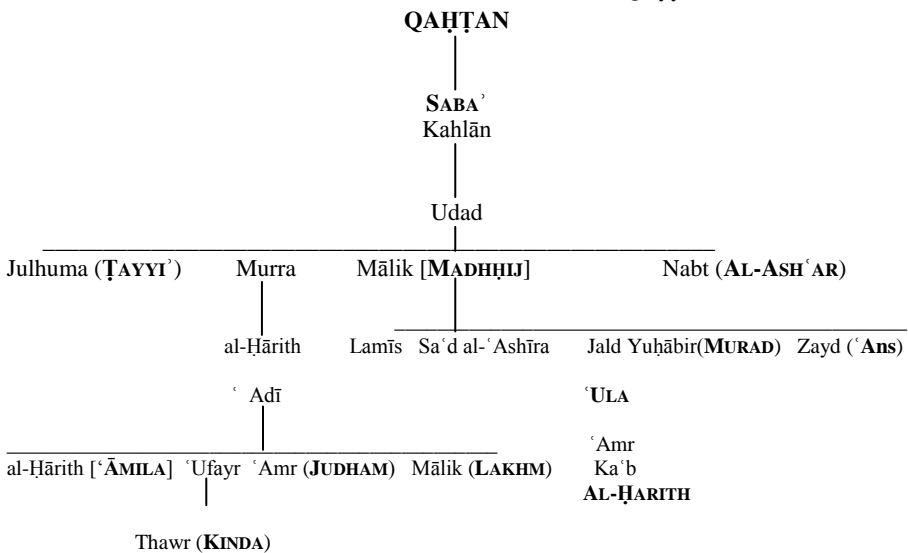 QAḤṬAN
SABAʾ
Kahlān
Udad
Julhuma (ṬAYYIʾ) Murra Mālik [MADHḤIJ] Nabt (AL-ASHʿAR)
al-Ḥārith Lamīs Saʿd al-ʿAshīra Jald Yuḥābir(MURAD) Zayd (ʿAns)
ʿ Adī ʿULA
ʿAmr
al-Ḥārith [ʿĀMILA] ʿUfayr ʿAmr (JUDHAM) Mālik (LAKHM) Kaʿb
AL-ḤARITH
Thawr (KINDA)